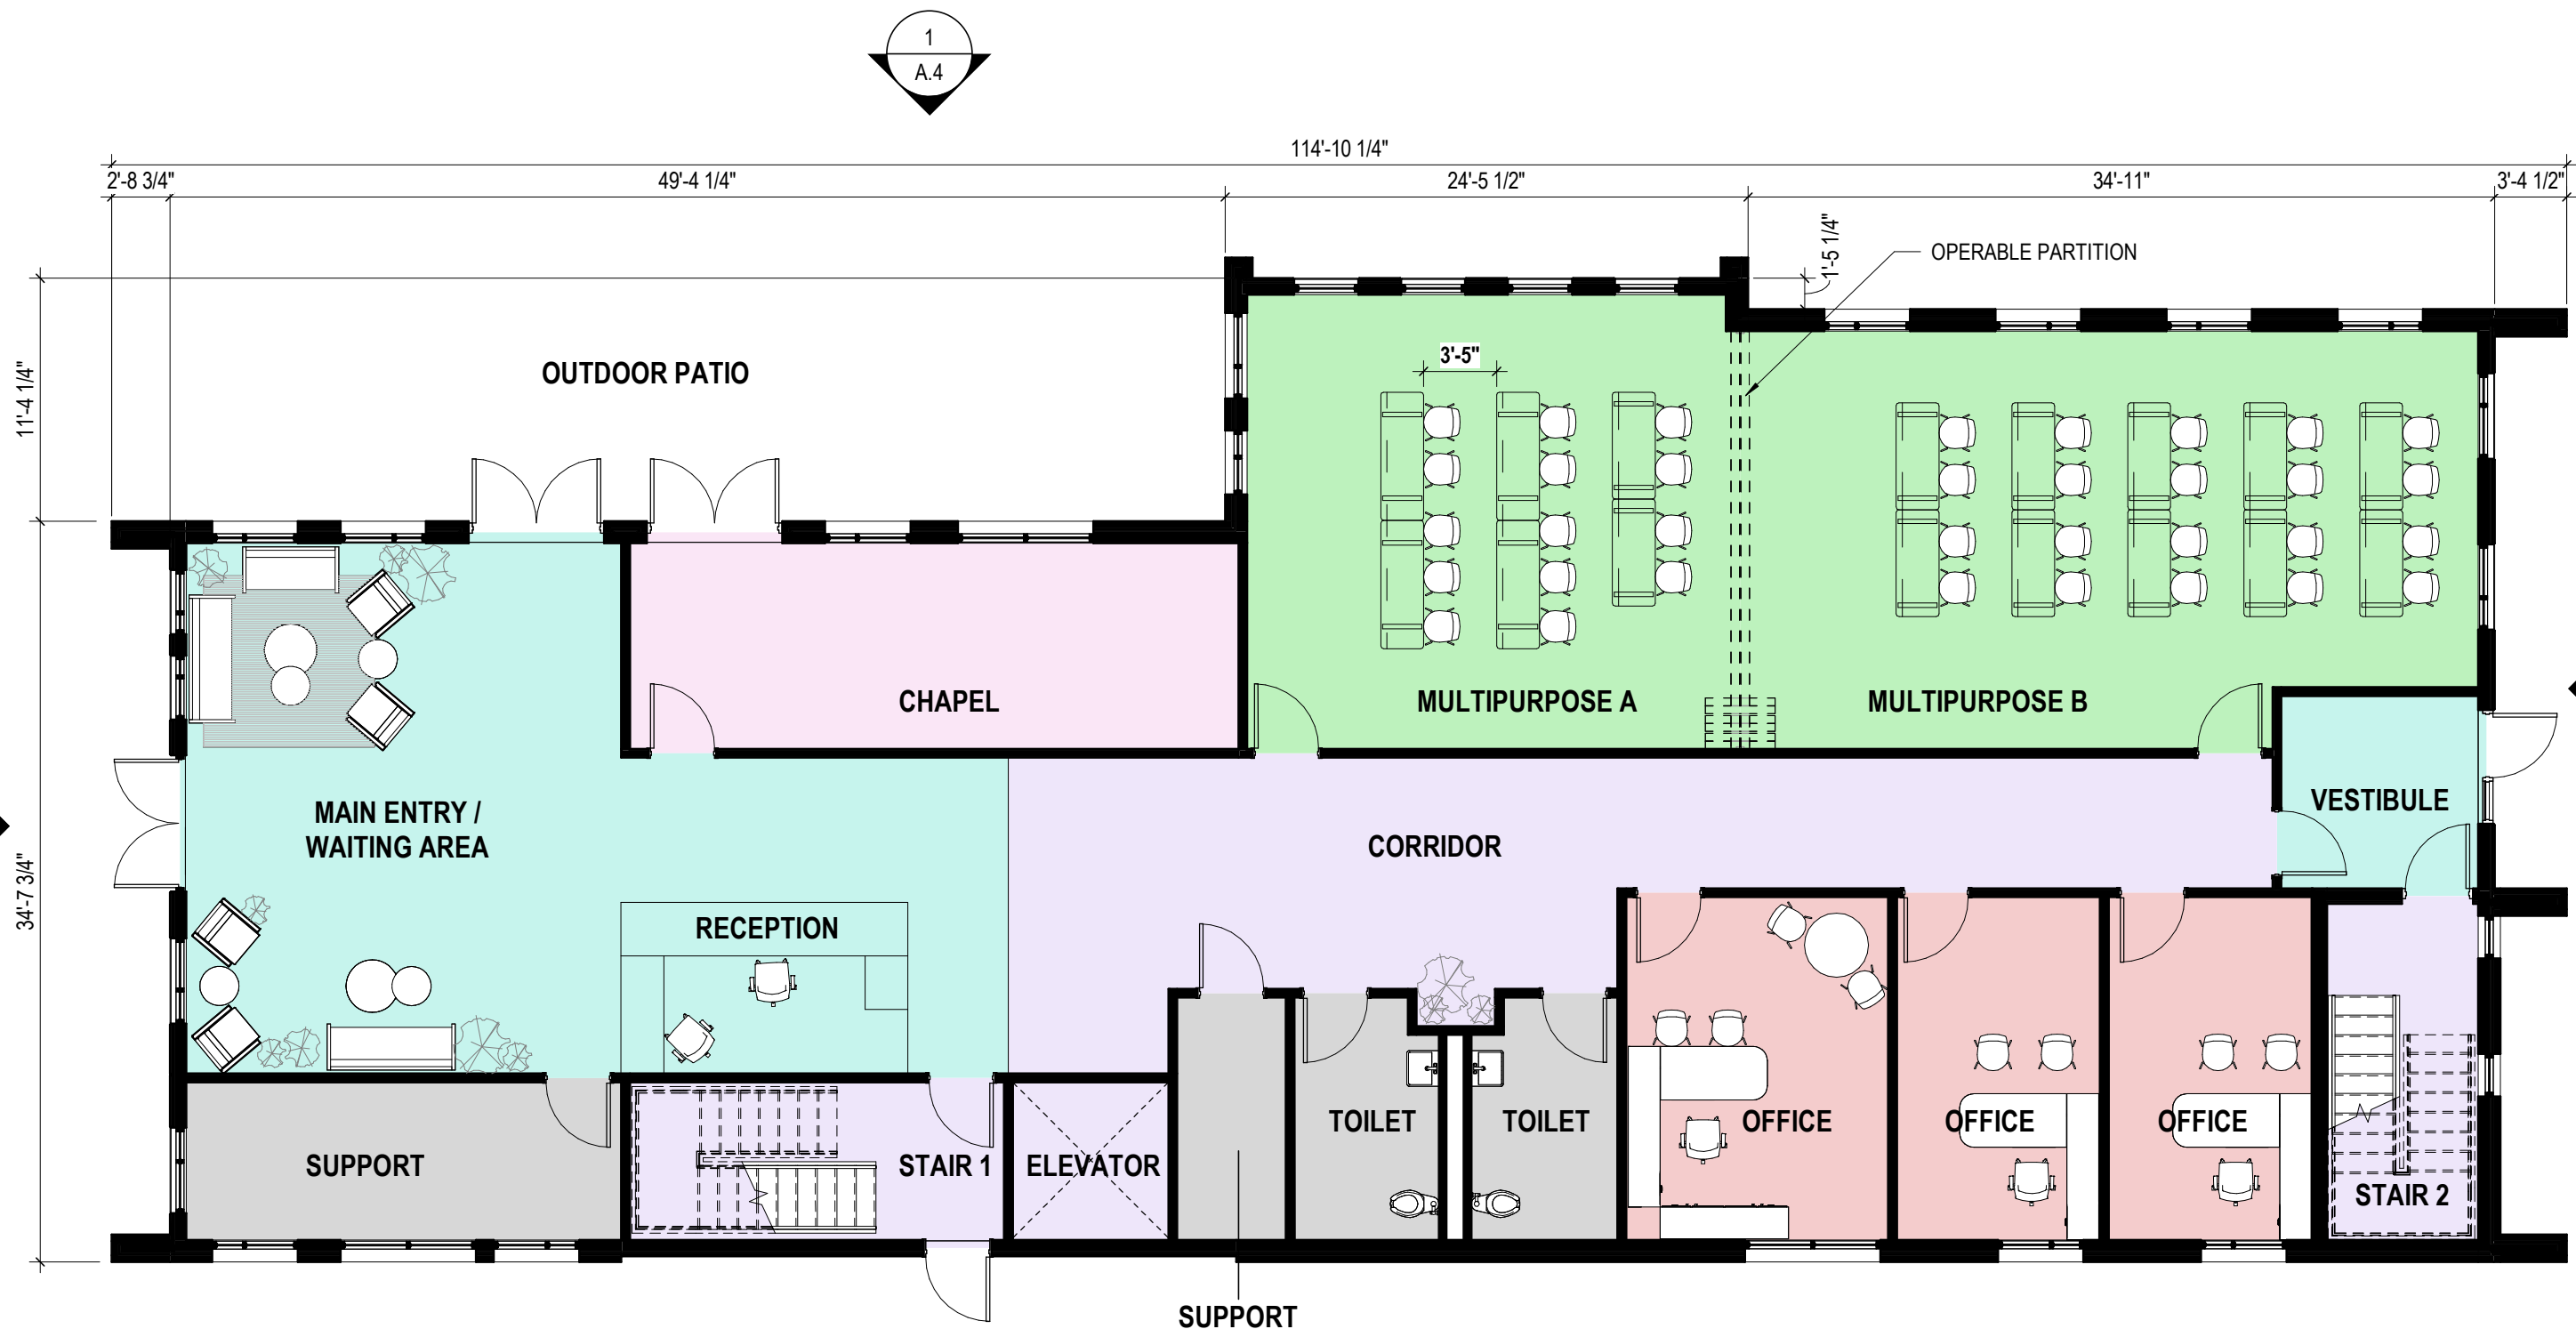 1
A.4
114'-10 1/4"
2'-8 3/4"
49'-4 1/4"
24'-5 1/2"
34'-11"
3'-4 1/2"
1'-5 1/4"
OPERABLE PARTITION
11'-4 1/4"
OUTDOOR PATIO
3'-5"
CHAPEL
MULTIPURPOSE A
MULTIPURPOSE B
MAIN ENTRY /
WAITING AREA
CORRIDOR
VESTIBULE
34'-7 3/4"
RECEPTION
SUPPORT
STAIR 1
ELEVATOR
TOILET
TOILET
OFFICE
OFFICE
OFFICE
STAIR 2
SUPPORT